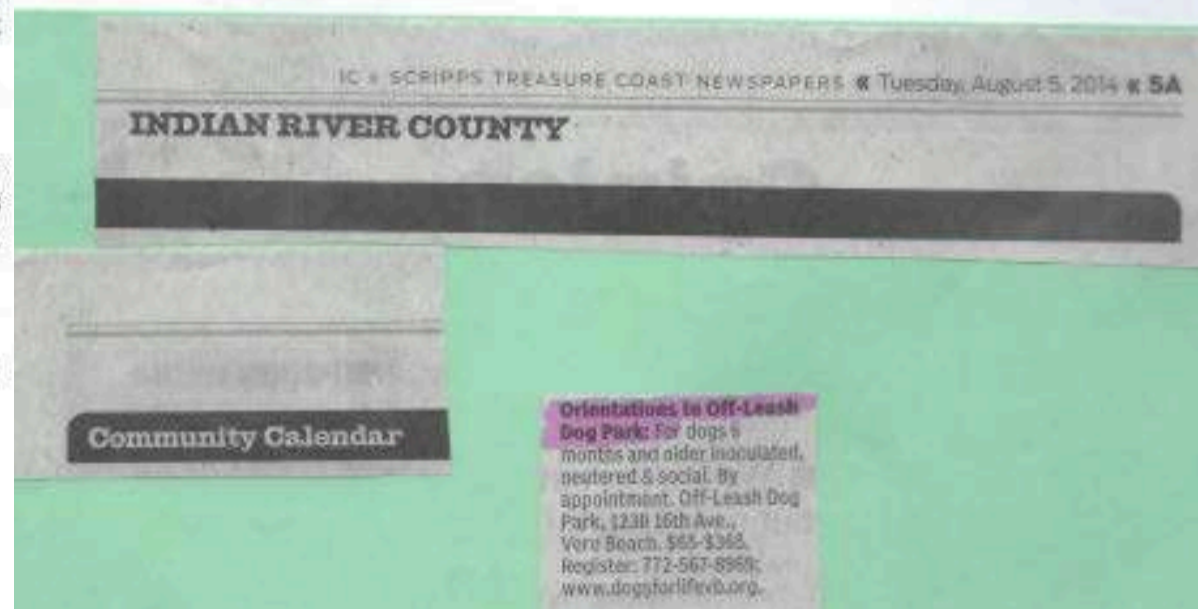 IC « SCRIPPS TREASURE COAST NEWSPAPERS « Tuesday, August 5, 2014 « 5A
INDIAN RIVER COUNTY
Community Calendar
Orientations to Off-Leash
Dog Park: For dogs 6
months and older inoculated,
neutered & social. By
appointment. Off-Leash Dog
Park, 1230 16th Ave.,
Vero Beach. $65-$365.
Register: 772-567-8969;
www.dogsforlifevb.org.